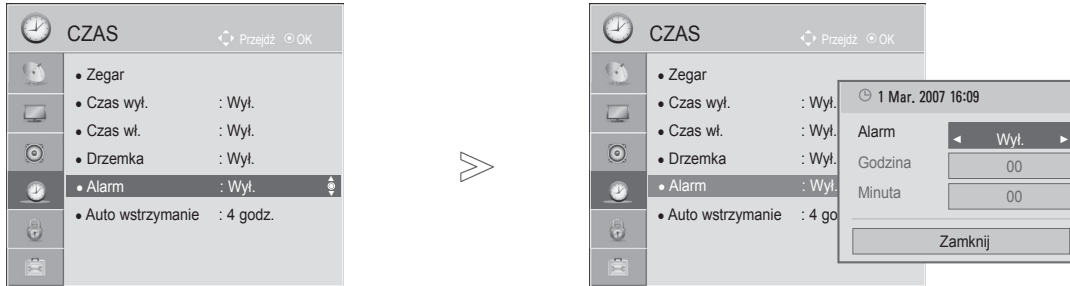 CZAS
Przejdź OK
• Zegar
• Czas wył. : Wył.
• Czas wł. : Wył.
• Drzemka : Wył.
• Alarm : Wył.
• Auto wstrzymanie : 4 godz.
CZAS
Przejdź OK
• Zegar
• Czas wył. : Wył.
• Czas wł. : Wył.
• Drzemka : Wył.
• Alarm : Wył.
• Auto wstrzymanie : 4 go
1 Mar. 2007 16:09
Alarm ◄ Wył. ►
Godzina 00
Minuta 00
Zamknij